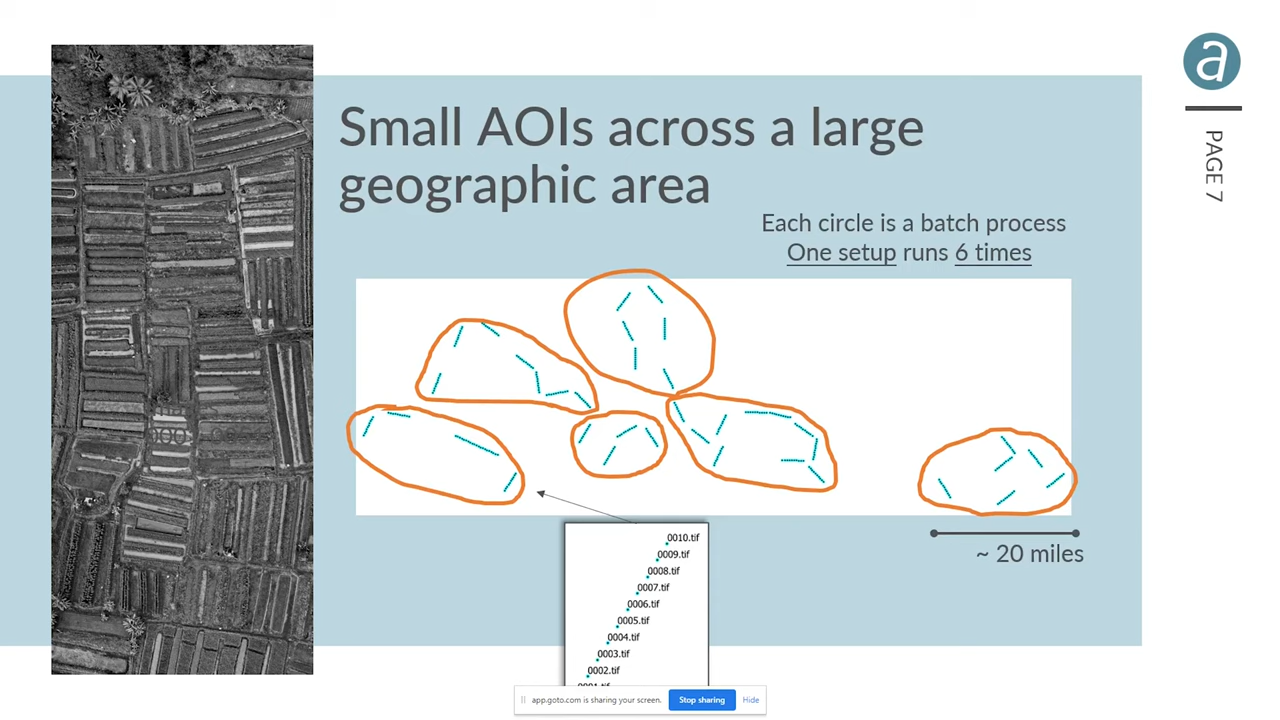 a
PAGE 7
Small AOIs across a large
geographic area
Each circle is a batch process
One setup runs 6 times
~ 20 miles
0010.tif
0009.tif
0008.tif
0007.tif
0006.tif
0005.tif
0004.tif
0003.tif
0002.tif
app.goto.com is sharing your screen.
Stop sharing
Hide